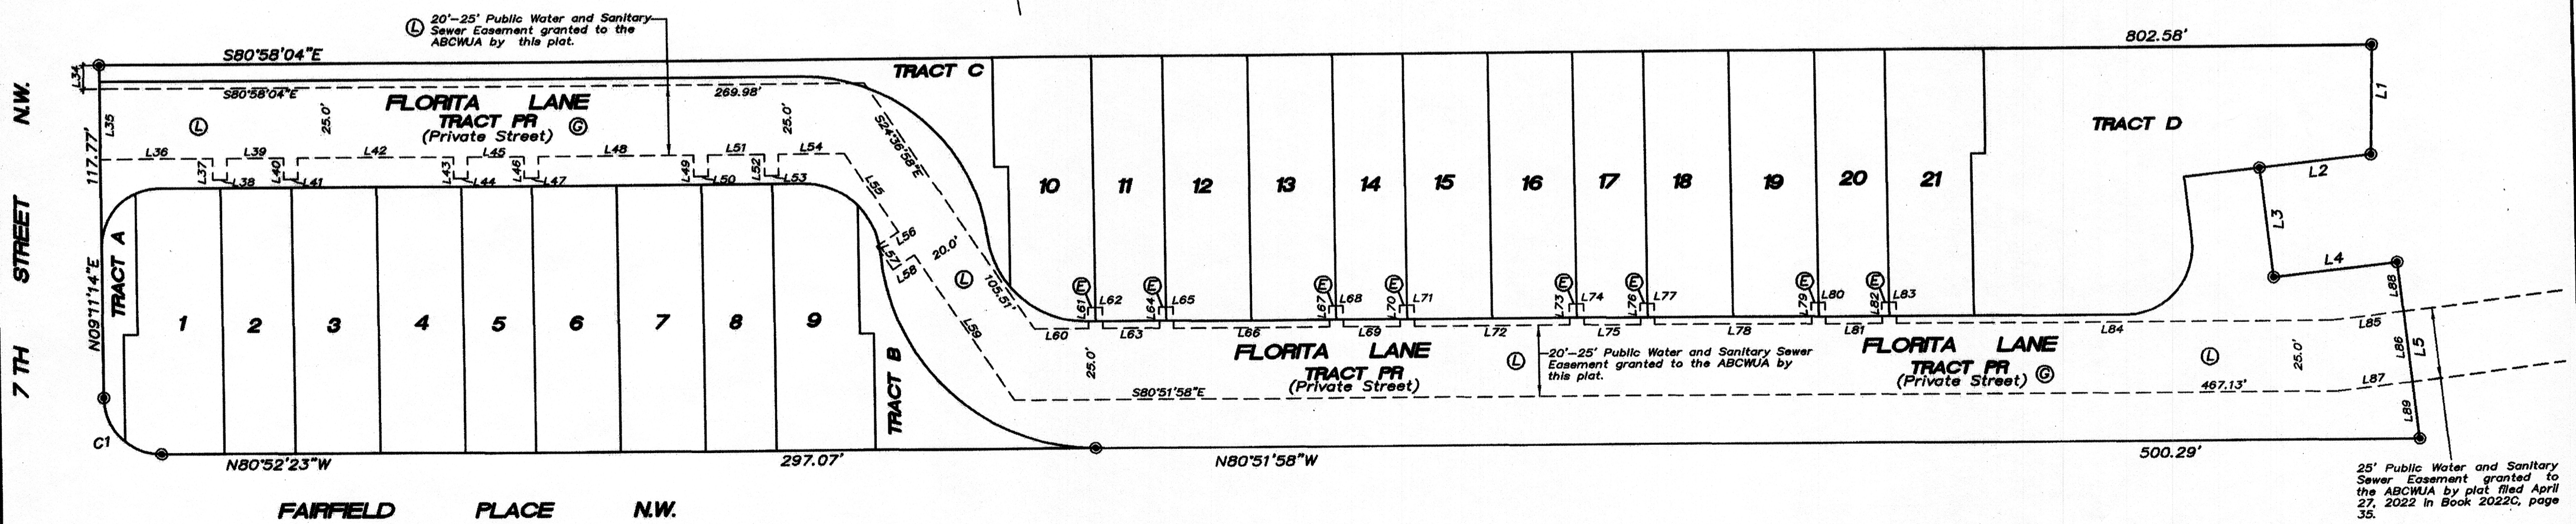 Ⓛ 20'-25' Public Water and Sanitary
Sewer Easement granted to the
ABCWUA by this plat.
S80°58'04"E
802.58'
L34
S80°58'04"E
269.98'
TRACT C
L1
7 TH STREET N.W.
117.77'
L35
Ⓛ
25.0'
FLORITA LANE
TRACT PR
(Private Street)
Ⓖ
25.0'
S24°36'58"E
TRACT D
L36
L37
L38
L39
L40
L41
L42
L43
L44
L45
L46
L47
L48
L49
L50
L51
L52
L53
L54
L55
L56
L57
L58
20.0'
Ⓛ
105.51'
L59
10
11
12
13
14
15
16
17
18
19
20
21
L2
L3
L4
N09°11'14"E
TRACT A
1
2
3
4
5
6
7
8
9
TRACT B
Ⓔ
Ⓔ
Ⓔ
Ⓔ
Ⓔ
Ⓔ
Ⓔ
Ⓔ
L60
L61
L62
L63
L64
L65
L66
L67
L68
L69
L70
L71
L72
L73
L74
L75
L76
L77
L78
L79
L80
L81
L82
L83
L84
L88
L85
L86
L5
L87
L89
25.0'
FLORITA LANE
TRACT PR
(Private Street)
Ⓛ
20'-25' Public Water and Sanitary Sewer
Easement granted to the ABCWUA by
this plat.
FLORITA LANE
TRACT PR
(Private Street)
Ⓖ
Ⓛ
25.0'
S80°51'58"E
467.13'
C1
N80°52'23"W
297.07'
N80°51'58"W
500.29'
25' Public Water and Sanitary
Sewer Easement granted to
the ABCWUA by plat filed April
27, 2022 in Book 2022C, page
35.
FAIRFIELD PLACE N.W.